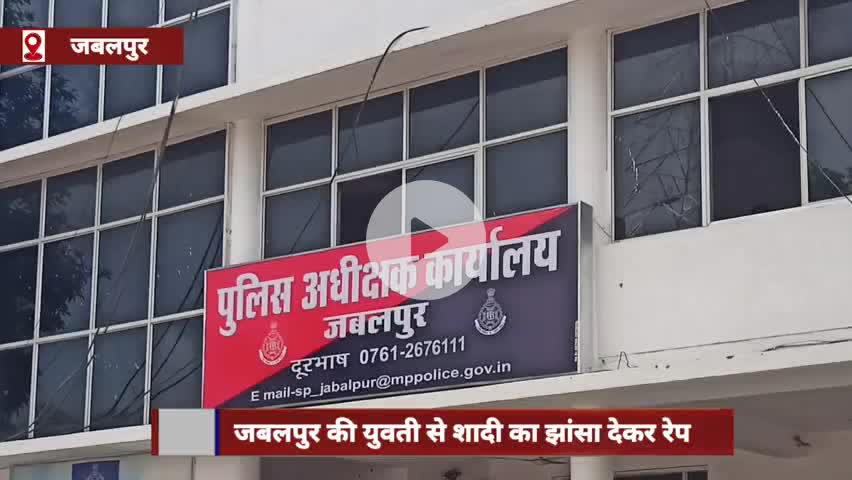 जबलपुर
पुलिस अधीक्षक कार्यालय
जबलपुर
दूरभाष 0761-2676111
E mail-sp_jabalpur@mppolice.gov.in
जबलपुर की युवती से शादी का झांसा देकर रेप